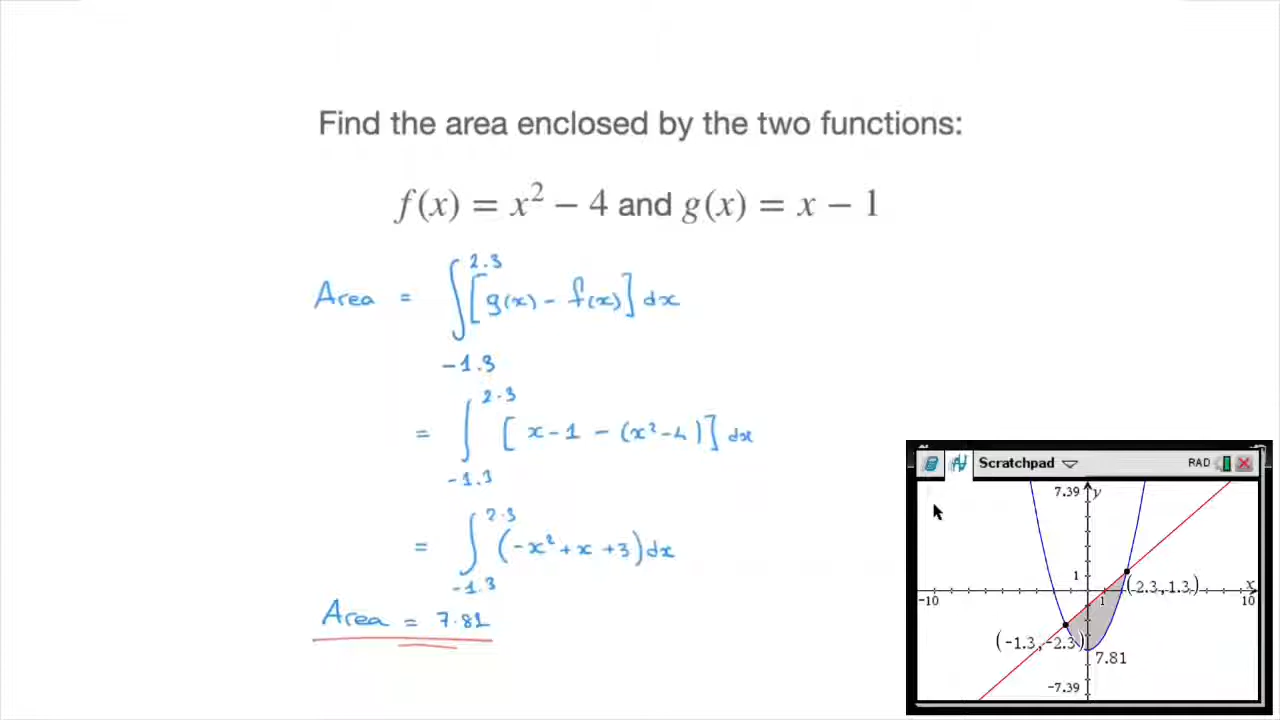 Find the area enclosed by the two functions:
f(x) = x² − 4 and g(x) = x − 1
Area = ∫_{-1.3}^{2.3} [g(x) − f(x)] dx
= ∫_{-1.3}^{2.3} [x − 1 − (x² − 4)] dx
= ∫_{-1.3}^{2.3} (−x² + x + 3) dx
Area = 7.81
Scratchpad RAD
7.39 y
1
(2.3,1.3) x
-10 1 10
(-1.3,-2.3)
7.81
-7.39